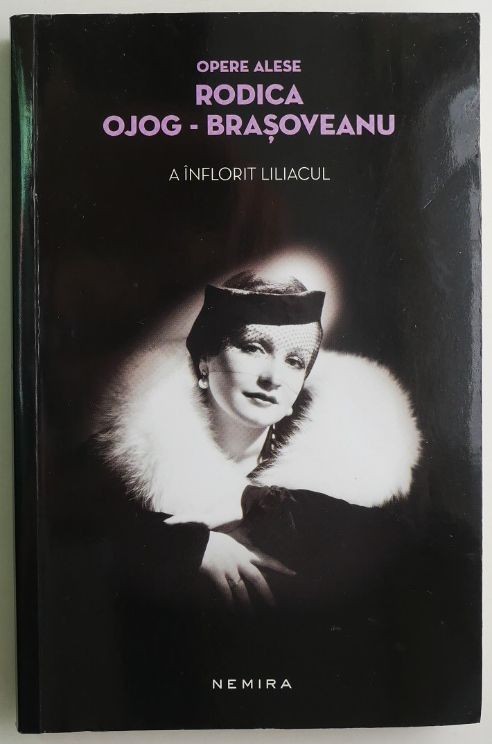 OPERE ALESE
RODICA
OJOG - BRAȘOVEANU
A ÎNFLORIT LILIACUL
NEMIRA